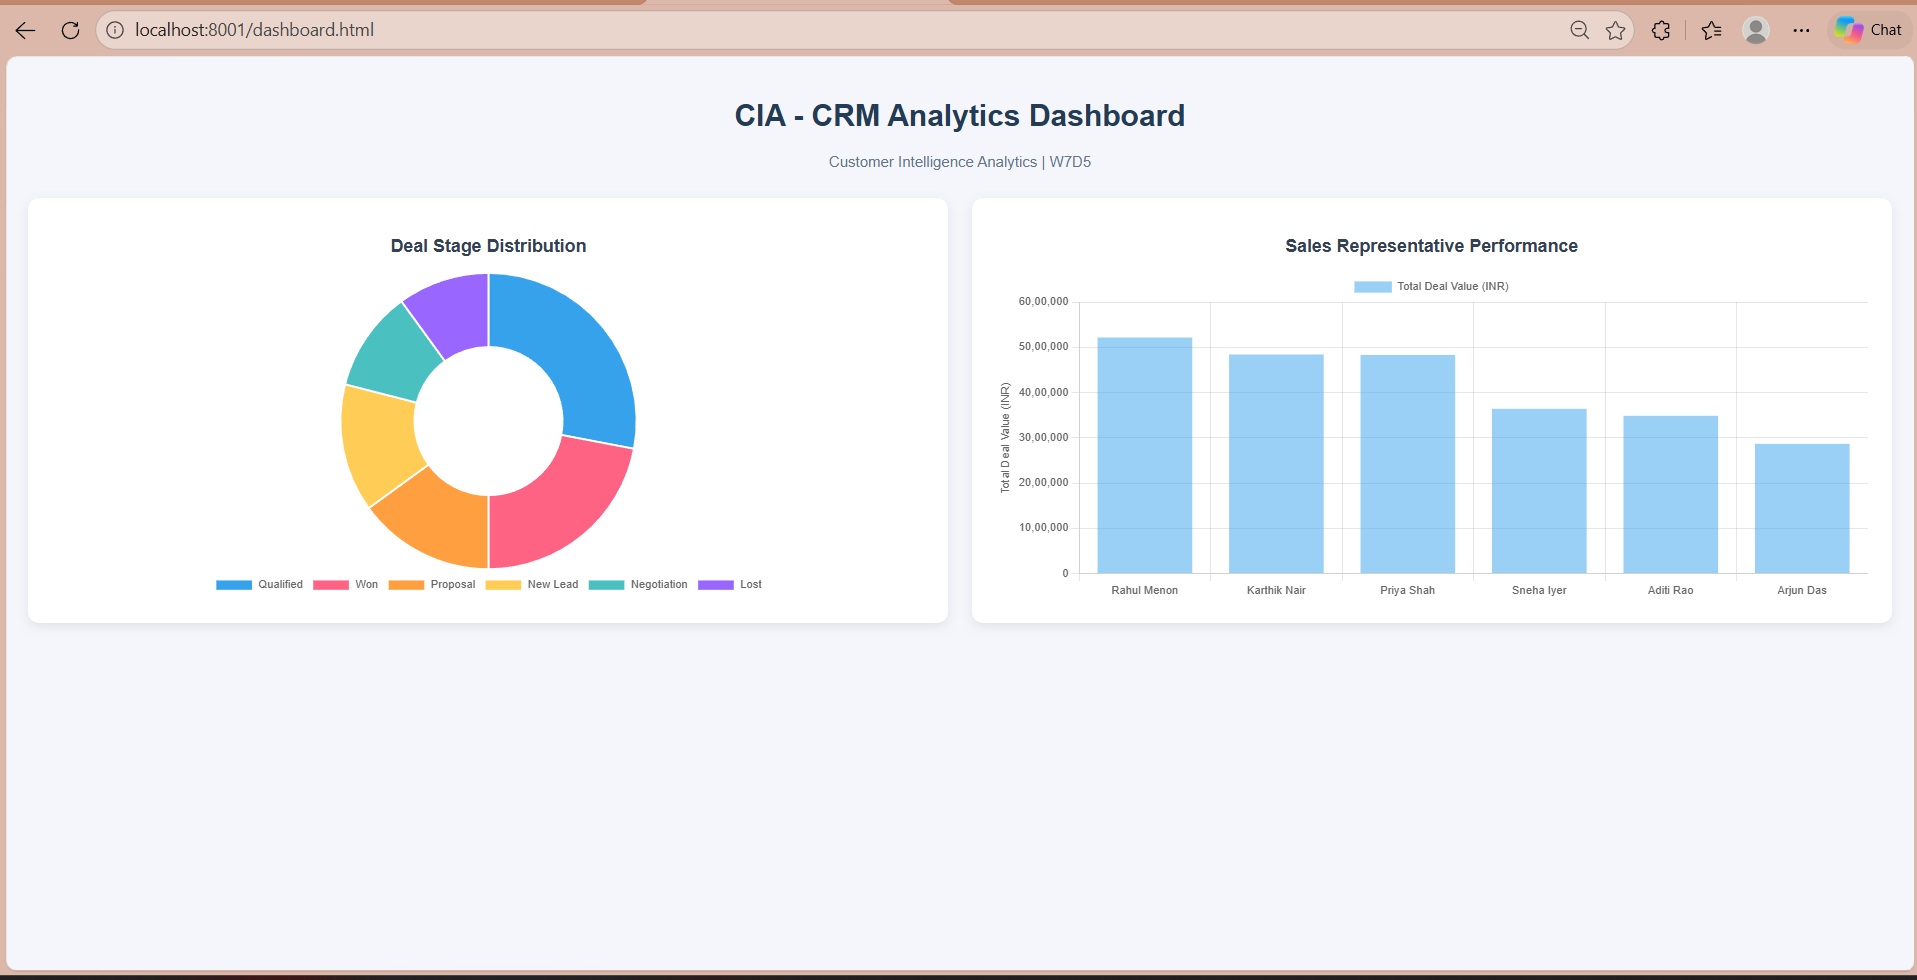 localhost:8001/dashboard.html
Chat
CIA - CRM Analytics Dashboard
Customer Intelligence Analytics | W7D5
Deal Stage Distribution
Qualified Won Proposal New Lead Negotiation Lost
Sales Representative Performance
Total Deal Value (INR)
Total Deal Value (INR)
60,00,000
50,00,000
40,00,000
30,00,000
20,00,000
10,00,000
0
Rahul Menon Karthik Nair Priya Shah Sneha Iyer Aditi Rao Arjun Das